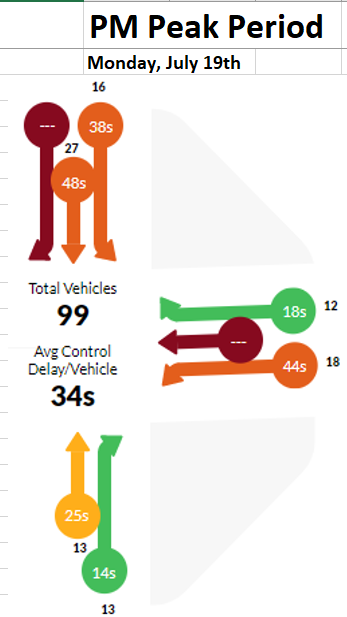 PM Peak Period
Monday, July 19th
16
--- 38s
27
48s
Total Vehicles
99
Avg Control
Delay/Vehicle
34s
18s 12
---
44s 18
25s
13
14s
13